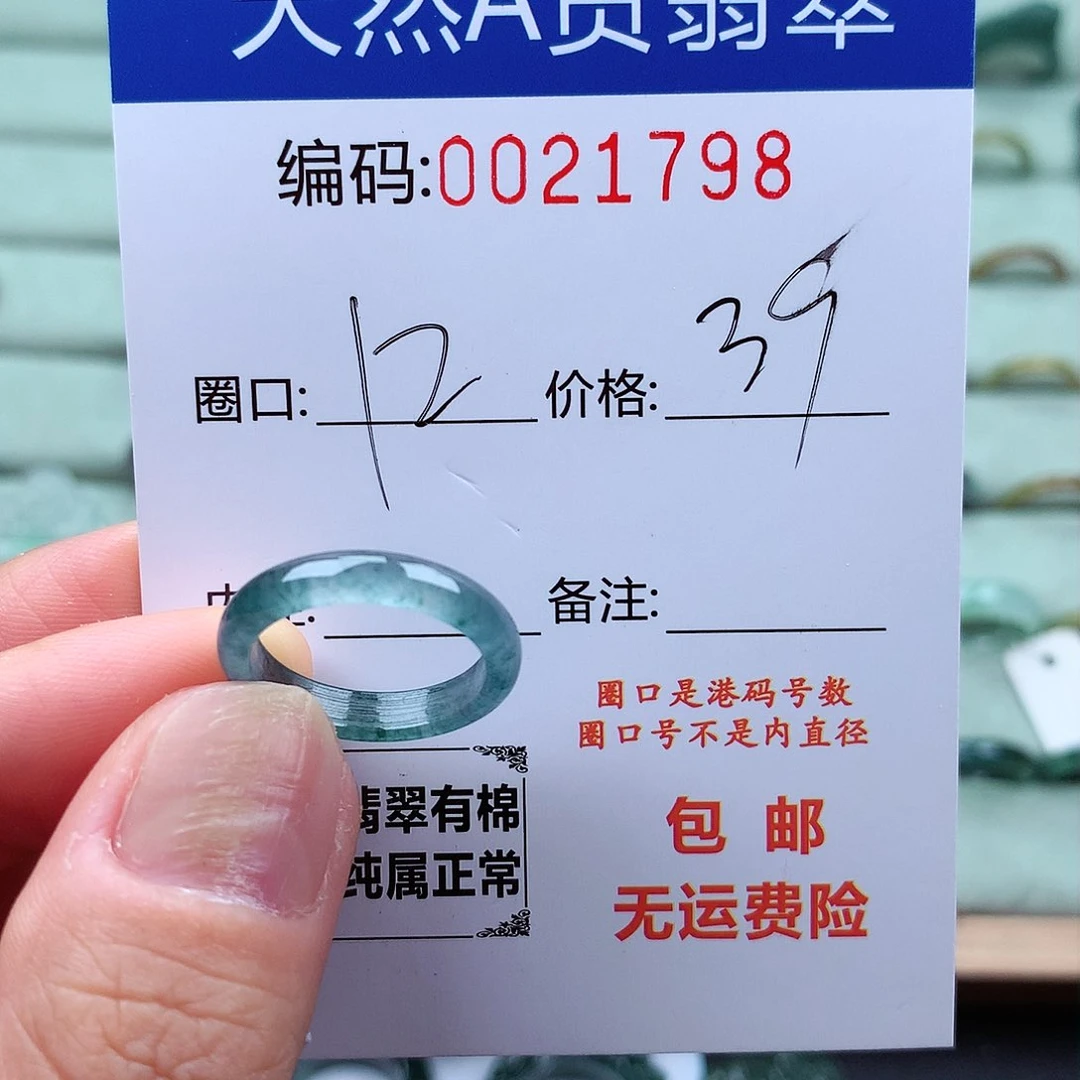 天然A货翡翠
编码:0021798
圈口: 12 价格: 39
备注:
圈口是港码号数
圈口号不是内直径
翡翠有棉
纯属正常
包 邮
无运费险